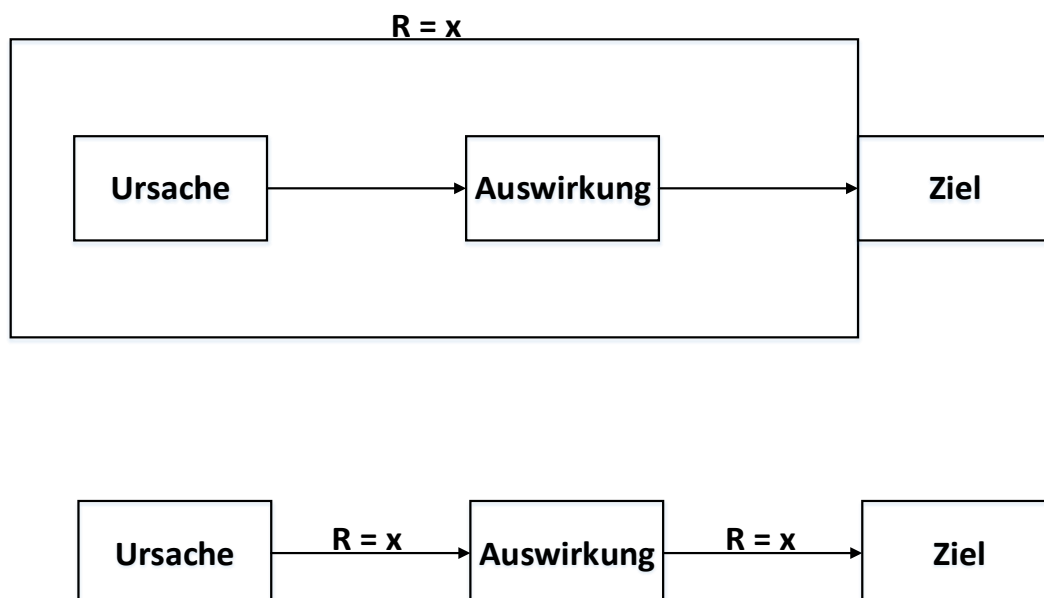 R = x
Ursache
Auswirkung
Ziel
Ursache
R = x
Auswirkung
R = x
Ziel